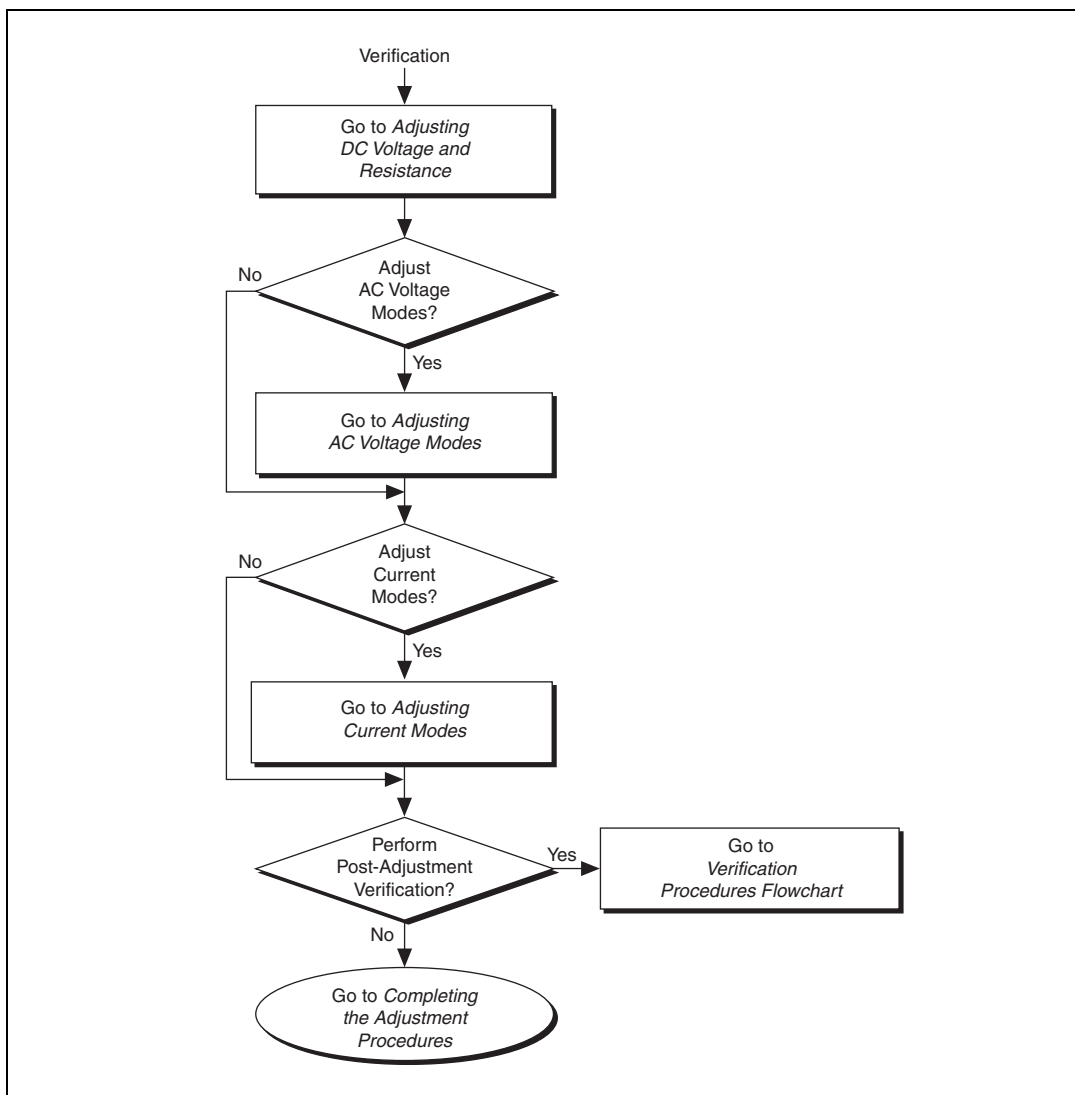 Verification
Go to Adjusting
DC Voltage and
Resistance
Adjust
AC Voltage
Modes?
No
Yes
Go to Adjusting
AC Voltage Modes
Adjust
Current
Modes?
No
Yes
Go to Adjusting
Current Modes
Perform
Post-Adjustment
Verification?
Yes
Go to
Verification
Procedures Flowchart
No
Go to Completing
the Adjustment
Procedures